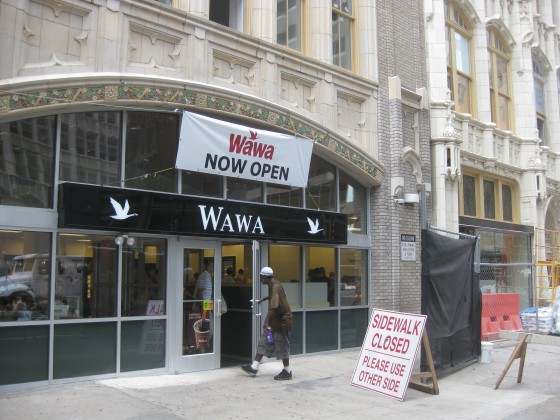 Wawa
NOW OPEN
WAWA
SIDEWALK
CLOSED
PLEASE USE
OTHER SIDE